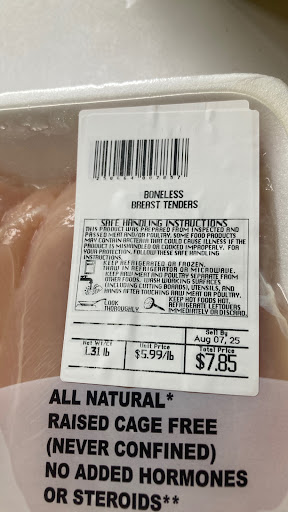 BONELESS
BREAST TENDERS
SAFE HANDLING INSTRUCTIONS
THIS PRODUCT WAS PREPARED FROM INSPECTED AND
PASSED MEAT AND/OR POULTRY. SOME FOOD PRODUCTS
MAY CONTAIN BACTERIA THAT COULD CAUSE ILLNESS IF THE
PRODUCT IS MISHANDLED OR COOKED IMPROPERLY. FOR
YOUR PROTECTION, FOLLOW THESE SAFE HANDLING
INSTRUCTIONS.
KEEP REFRIGERATED OR FROZEN.
THAW IN REFRIGERATOR OR MICROWAVE.
KEEP RAW MEAT AND POULTRY SEPARATE FROM
OTHER FOODS. WASH WORKING SURFACES
(INCLUDING CUTTING BOARDS), UTENSILS, AND
HANDS AFTER TOUCHING RAW MEAT OR POULTRY.
COOK
THOROUGHLY.
KEEP HOT FOODS HOT.
REFRIGERATE LEFTOVERS
IMMEDIATELY OR DISCARD.
Sell By
Aug 07, 25
Net Wt/Ct
1.31 lb
Unit Price
$5.99/lb
Total Price
$7.85
ALL NATURAL*
RAISED CAGE FREE
(NEVER CONFINED)
NO ADDED HORMONES
OR STEROIDS**